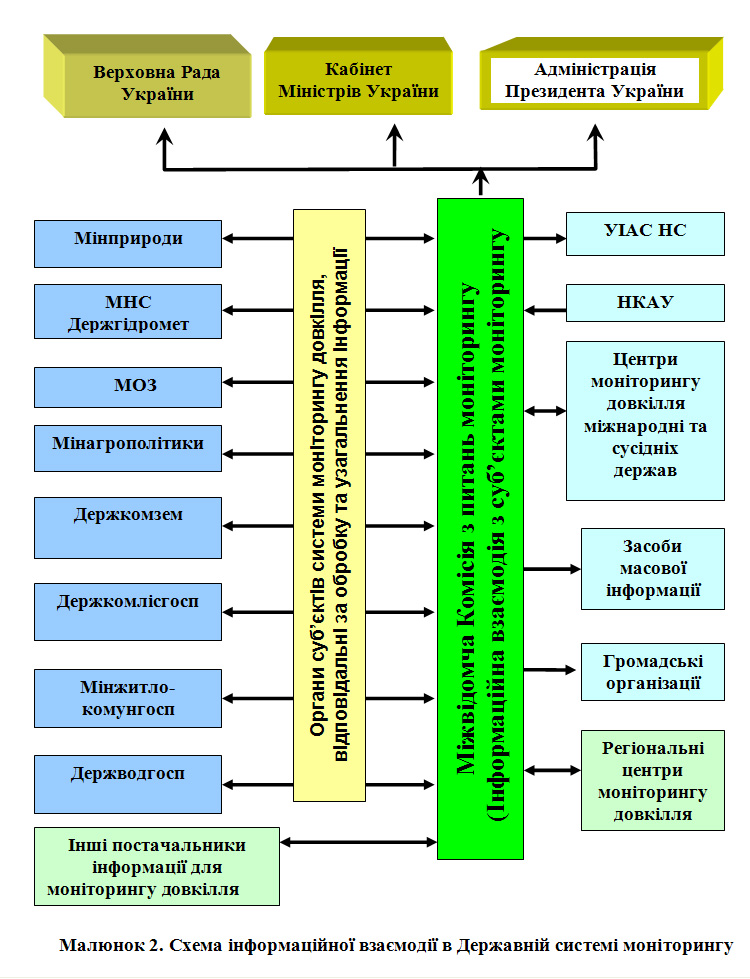 Верховна Рада
України
Кабінет
Міністрів України
Адміністрація
Президента України
Мінприроди
МНС
Держгідромет
МОЗ
Мінагрополітики
Держкомзем
Держкомлісгосп
Мінжитло-
комунгосп
Держводгосп
Інші постачальники
інформації для
моніторингу довкілля
Органи суб’єктів системи моніторингу довкілля,
відповідальні за обробку та узагальнення інформації
Міжвідомча Комісія з питань моніторингу
(Інформаційна взаємодія з суб’єктами моніторингу
УІАС НС
НКАУ
Центри
моніторингу
довкілля
міжнародні та
сусідніх
держав
Засоби
масової
інформації
Громадські
організації
Регіональні
центри
моніторингу
довкілля
Малюнок 2. Схема інформаційної взаємодії в Державній системі моніторингу